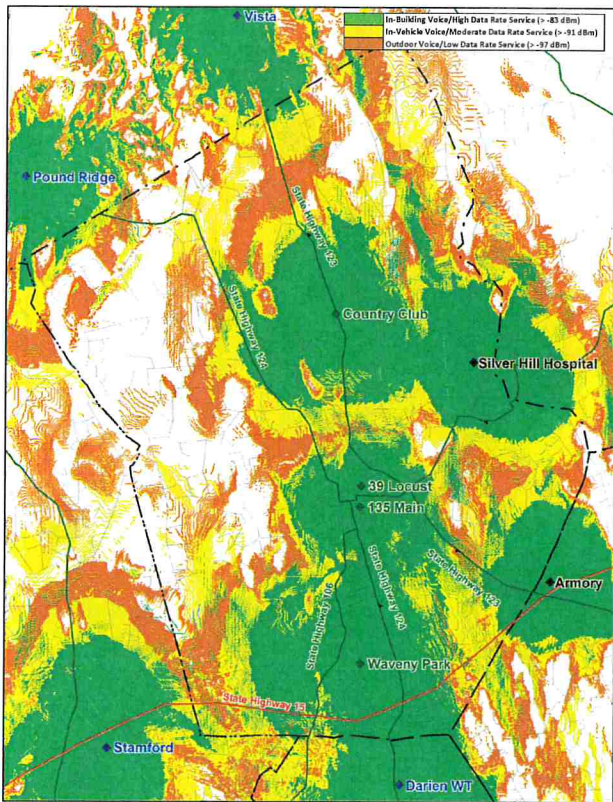 Vista
In-Building Voice/High Data Rate Service (> -83 dBm)
In-Vehicle Voice/Moderate Data Rate Service (> -91 dBm)
Outdoor Voice/Low Data Rate Service (> -97 dBm)
Pound Ridge
State Highway 123
State Highway 124
Country Club
Silver Hill Hospital
39 Locust
135 Main
State Highway 123
State Highway 124
State Highway 106
Armory
Waveny Park
State Highway 15
Stamford
Darien WT